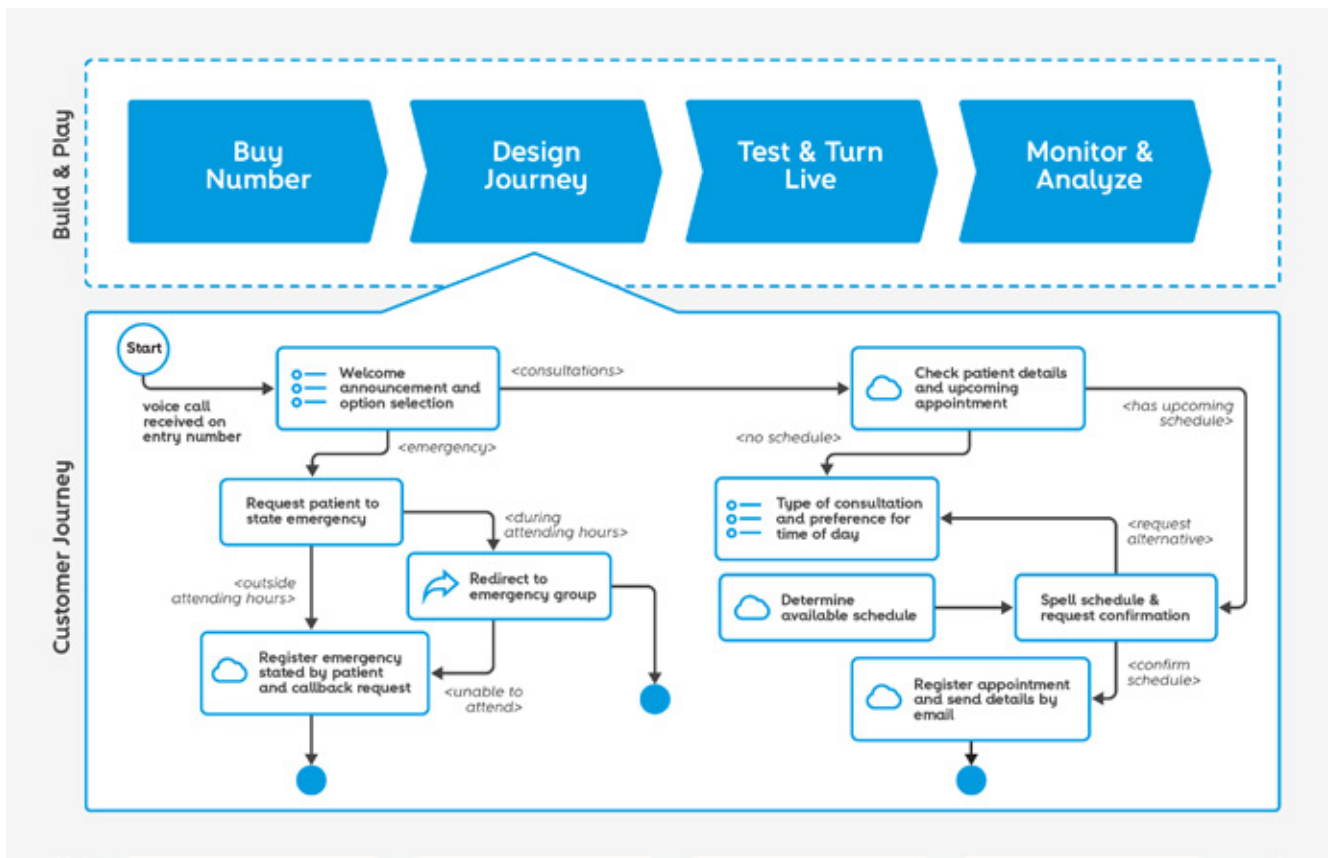 Build & Play
Buy
Number
Design
Journey
Test & Turn
Live
Monitor &
Analyze
Customer Journey
Start
voice call
received on
entry number
Welcome
announcement and
option selection
<consultations>
Check patient details
and upcoming
appointment
<has upcoming
schedule>
<emergency>
<no schedule>
Request patient to
state emergency
<during
attending hours>
Type of consultation
and preference for
time of day
<request
alternative>
<outside
attending hours>
Redirect to
emergency group
Determine
available schedule
Spell schedule &
request confirmation
Register emergency
stated by patient
and callback request
<unable to
attend>
Register appointment
and send details by
email
<confirm
schedule>